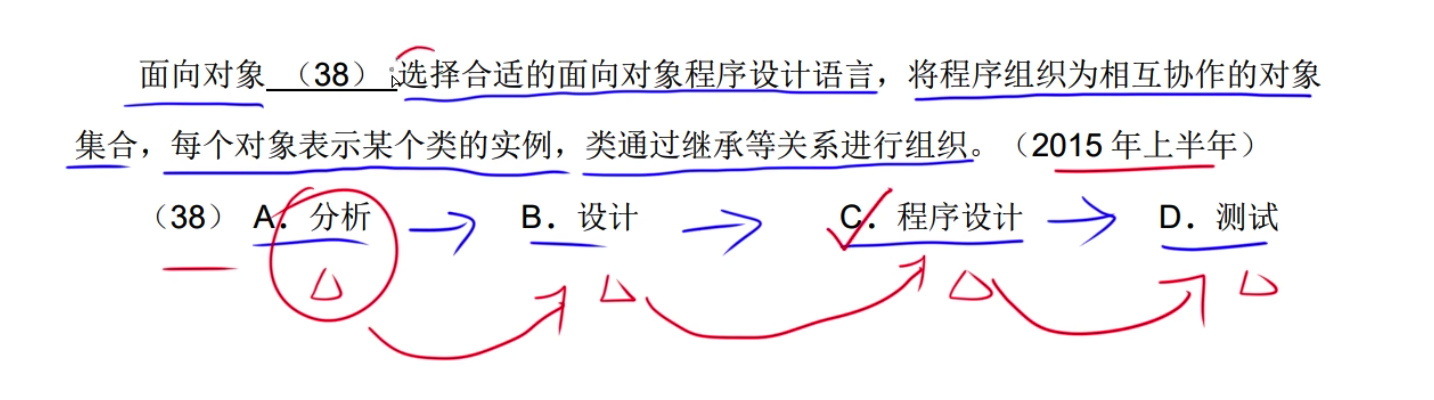 面向对象 （38） ；选择合适的面向对象程序设计语言，将程序组织为相互协作的对象
集合，每个对象表示某个类的实例，类通过继承等关系进行组织。（2015 年上半年）
（38） A．分析 B．设计 C．程序设计 D．测试